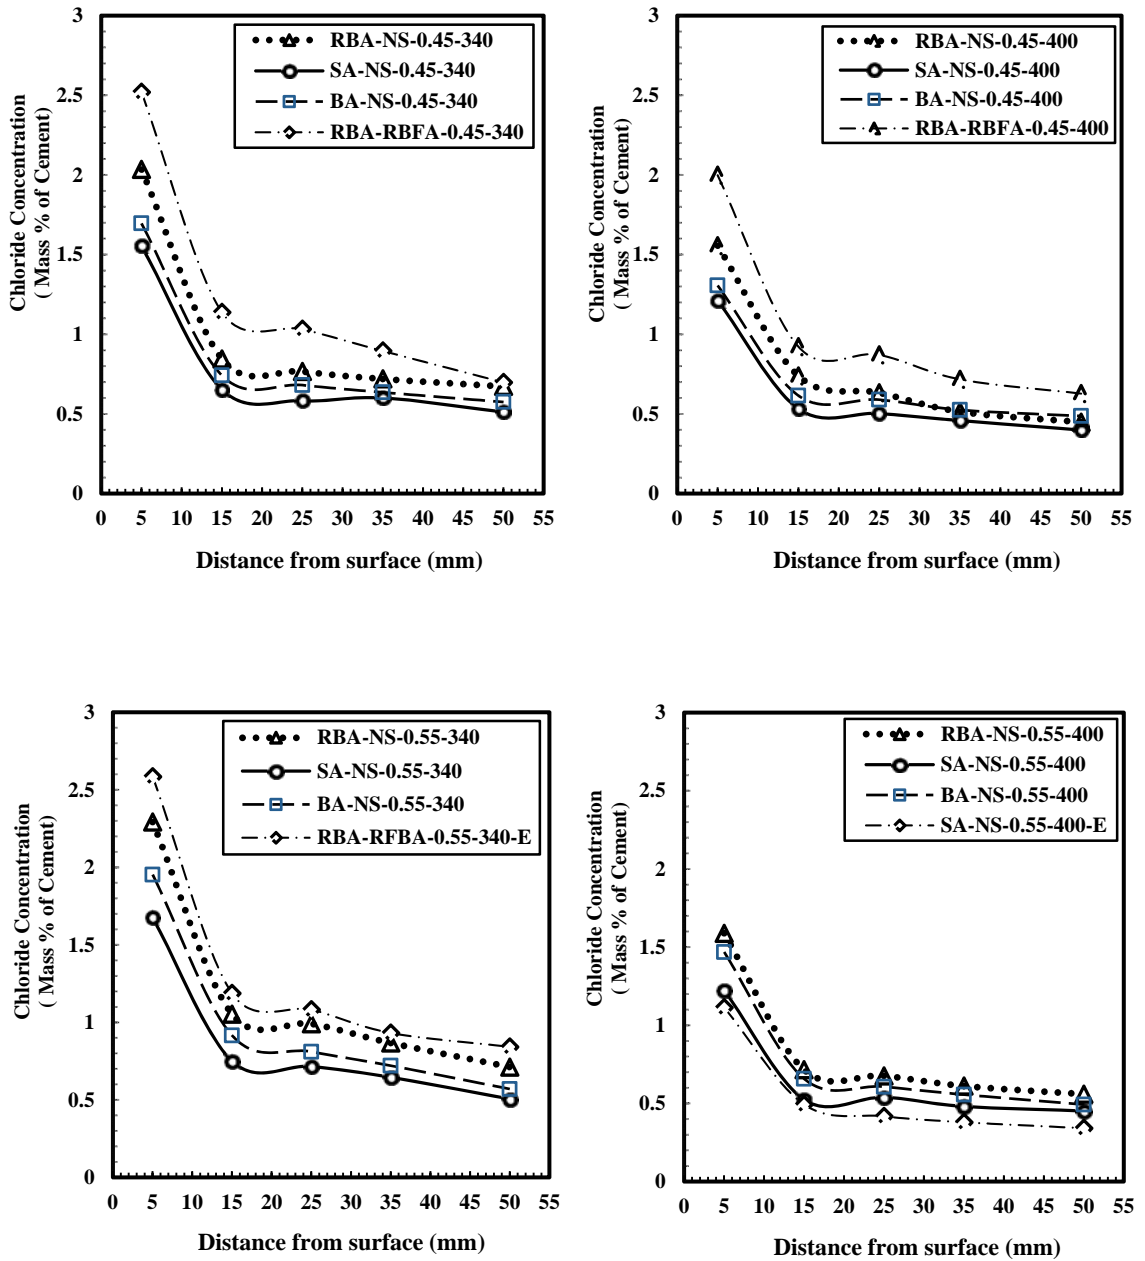 3
2.5
2
1.5
1
0.5
0
0 5 10 15 20 25 30 35 40 45 50 55
Chloride Concentration
( Mass % of Cement)
Distance from surface (mm)
RBA-NS-0.45-340
SA-NS-0.45-340
BA-NS-0.45-340
RBA-RBFA-0.45-340
3
2.5
2
1.5
1
0.5
0
0 5 10 15 20 25 30 35 40 45 50 55
Chloride Concentration
( Mass % of Cement)
Distance from surface (mm)
RBA-NS-0.45-400
SA-NS-0.45-400
BA-NS-0.45-400
RBA-RBFA-0.45-400
3
2.5
2
1.5
1
0.5
0
0 5 10 15 20 25 30 35 40 45 50 55
Chloride Concentration
( Mass % of Cement)
Distance from surface (mm)
RBA-NS-0.55-340
SA-NS-0.55-340
BA-NS-0.55-340
RBA-RFBA-0.55-340-E
3
2.5
2
1.5
1
0.5
0
0 5 10 15 20 25 30 35 40 45 50 55
Chloride Concentration
( Mass % of Cement)
Distance from surface (mm)
RBA-NS-0.55-400
SA-NS-0.55-400
BA-NS-0.55-400
SA-NS-0.55-400-E